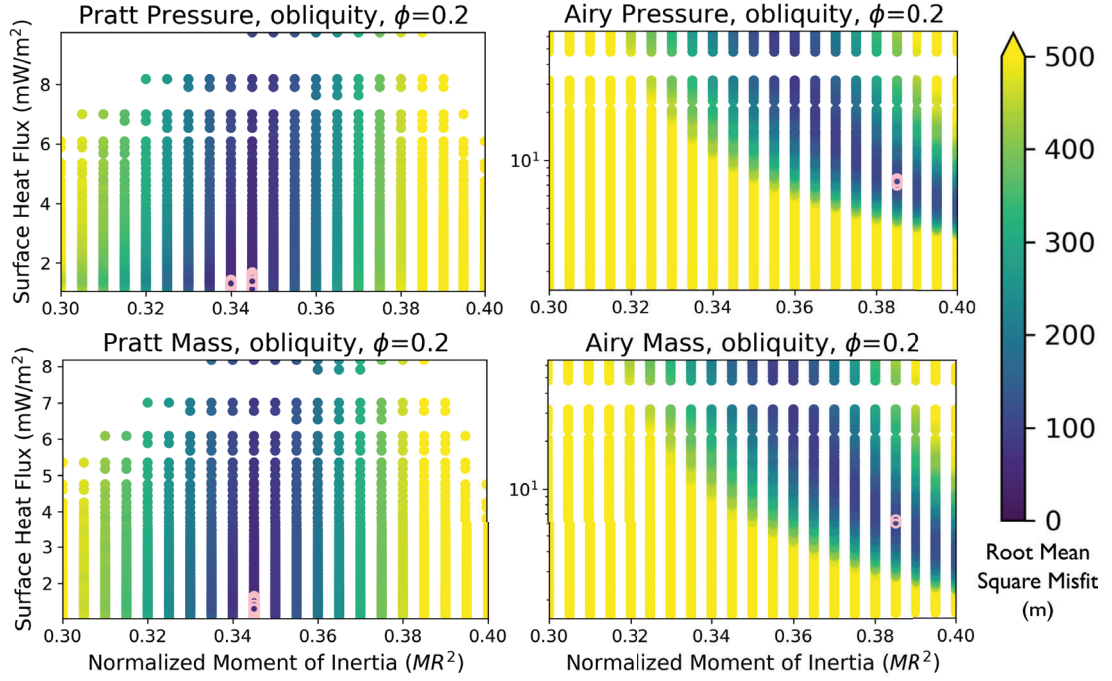 Pratt Pressure, obliquity, ϕ=0.2
Airy Pressure, obliquity, ϕ=0.2
Surface Heat Flux (mW/m²)
8
6
4
2
0.30 0.32 0.34 0.36 0.38 0.40
10¹
0.30 0.32 0.34 0.36 0.38 0.40
Pratt Mass, obliquity, ϕ=0.2
Airy Mass, obliquity, ϕ=0.2
Surface Heat Flux (mW/m²)
8
7
6
5
4
3
2
0.30 0.32 0.34 0.36 0.38 0.40
Normalized Moment of Inertia (MR²)
10¹
0.30 0.32 0.34 0.36 0.38 0.40
Normalized Moment of Inertia (MR²)
500
400
300
200
100
0
Root Mean
Square Misfit
(m)